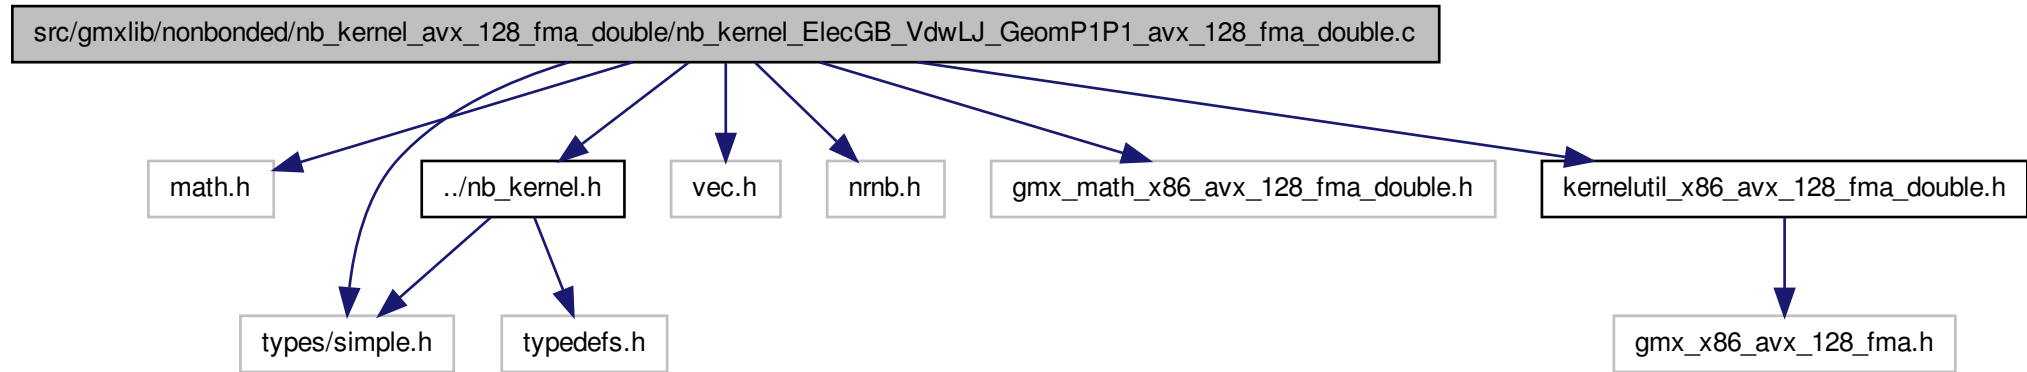 src/gmxlib/nonbonded/nb_kernel_avx_128_fma_double/nb_kernel_ElecGB_VdwLJ_GeomP1P1_avx_128_fma_double.c
math.h
../nb_kernel.h
vec.h
nrnb.h
gmx_math_x86_avx_128_fma_double.h
kernelutil_x86_avx_128_fma_double.h
types/simple.h
typedefs.h
gmx_x86_avx_128_fma.h